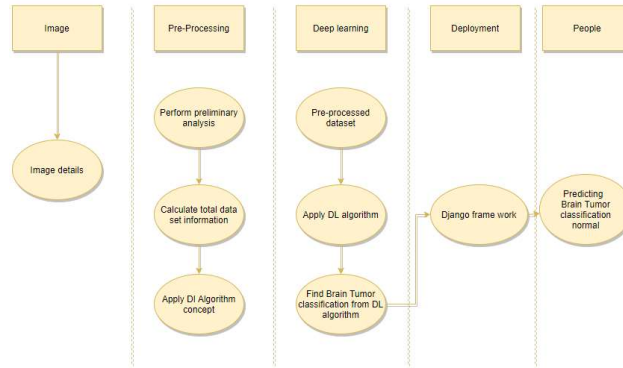 Image
Pre-Processing
Deep learning
Deployment
People
Image details
Perform preliminary
analysis
Calculate total data
set information
Apply Dl Algorithm
concept
Pre-processed
dataset
Apply DL algorithm
Find Brain Tumor
classification from DL
algorithm
Django frame work
Predicting
Brain Tumor
classification
normal